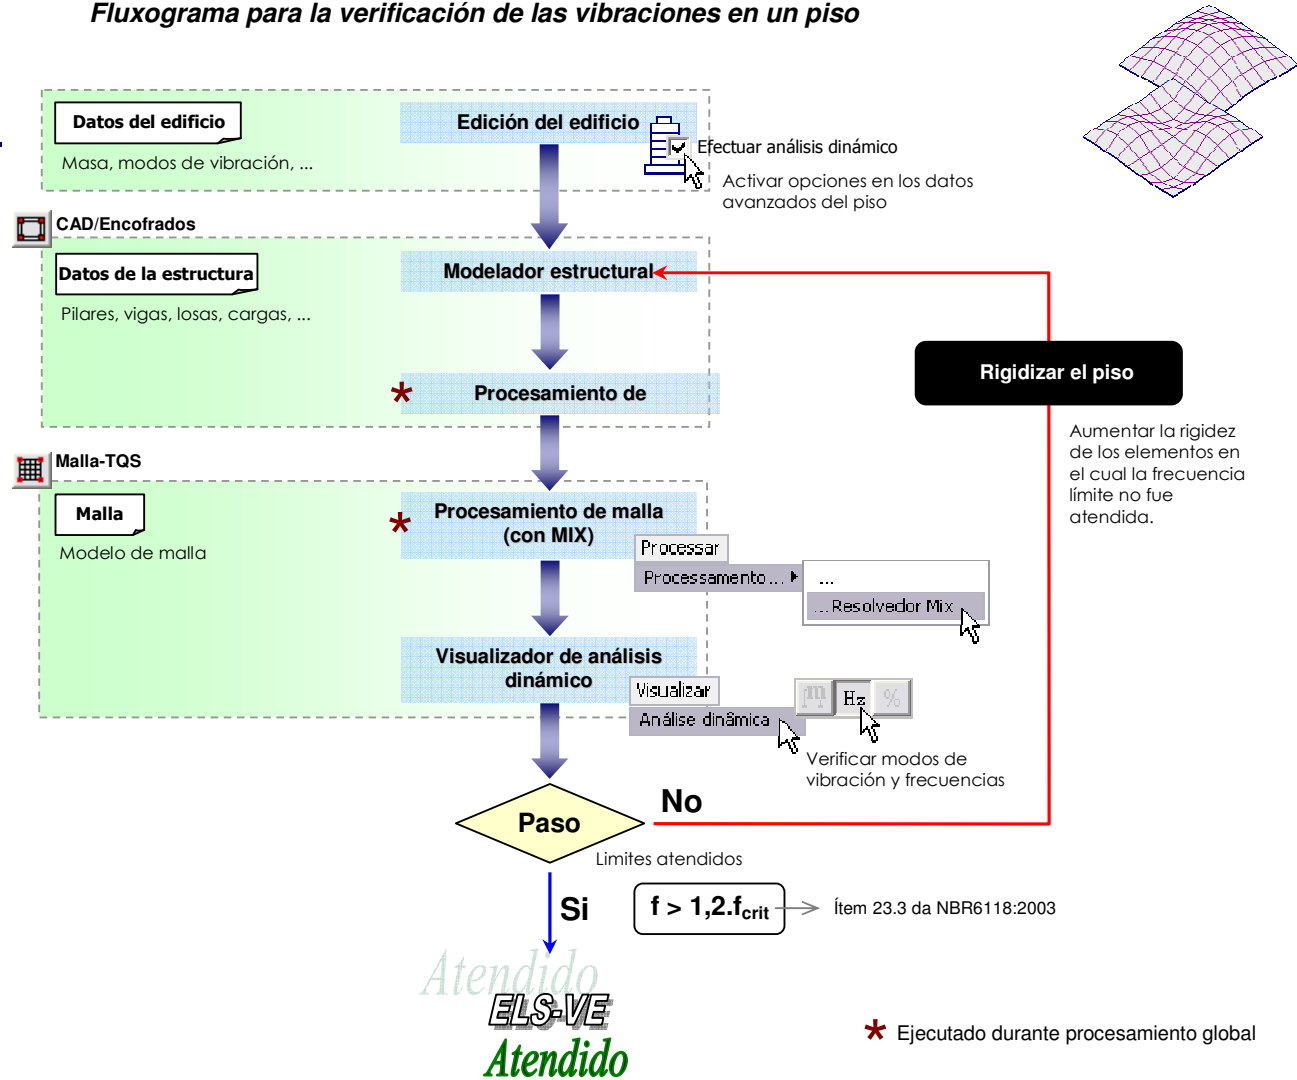 Fluxograma para la verificación de las vibraciones en un piso
Datos del edificio
Edición del edificio
Efectuar análisis dinámico
Masa, modos de vibración, ...
Activar opciones en los datos
avanzados del piso
CAD/Encofrados
Datos de la estructura
Modelador estructural
Pilares, vigas, losas, cargas, ...
Rigidizar el piso
* Procesamiento de
Aumentar la rigidez
de los elementos en
el cual la frecuencia
límite no fue
atendida.
Malla-TQS
Malla
* Procesamiento de malla
(con MIX)
Modelo de malla
Processar
Processamento... 
...
...Resolvedor Mix
Visualizador de análisis
dinámico
Visualizar
Análise dinâmica
m Hz %
Verificar modos de
vibración y frecuencias
Paso
No
Limites atendidos
Si
f > 1,2.fcrit
Ítem 23.3 da NBR6118:2003
Atendido
ELS-VE
Atendido
* Ejecutado durante procesamiento global